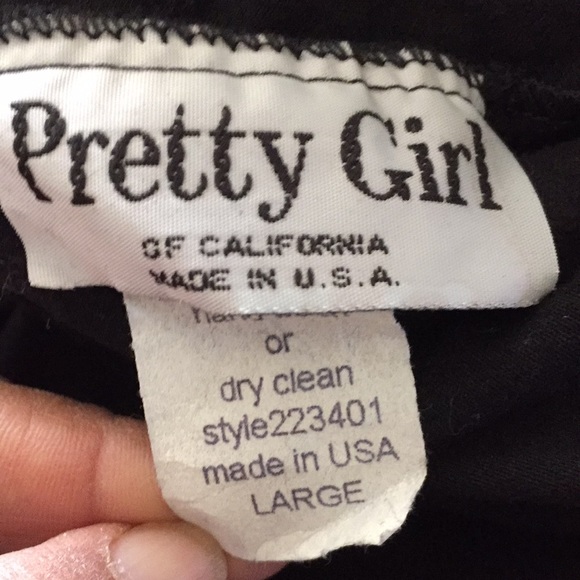 Pretty Girl
OF CALIFORNIA
MADE IN U.S.A.
or
dry clean
style223401
made in USA
LARGE